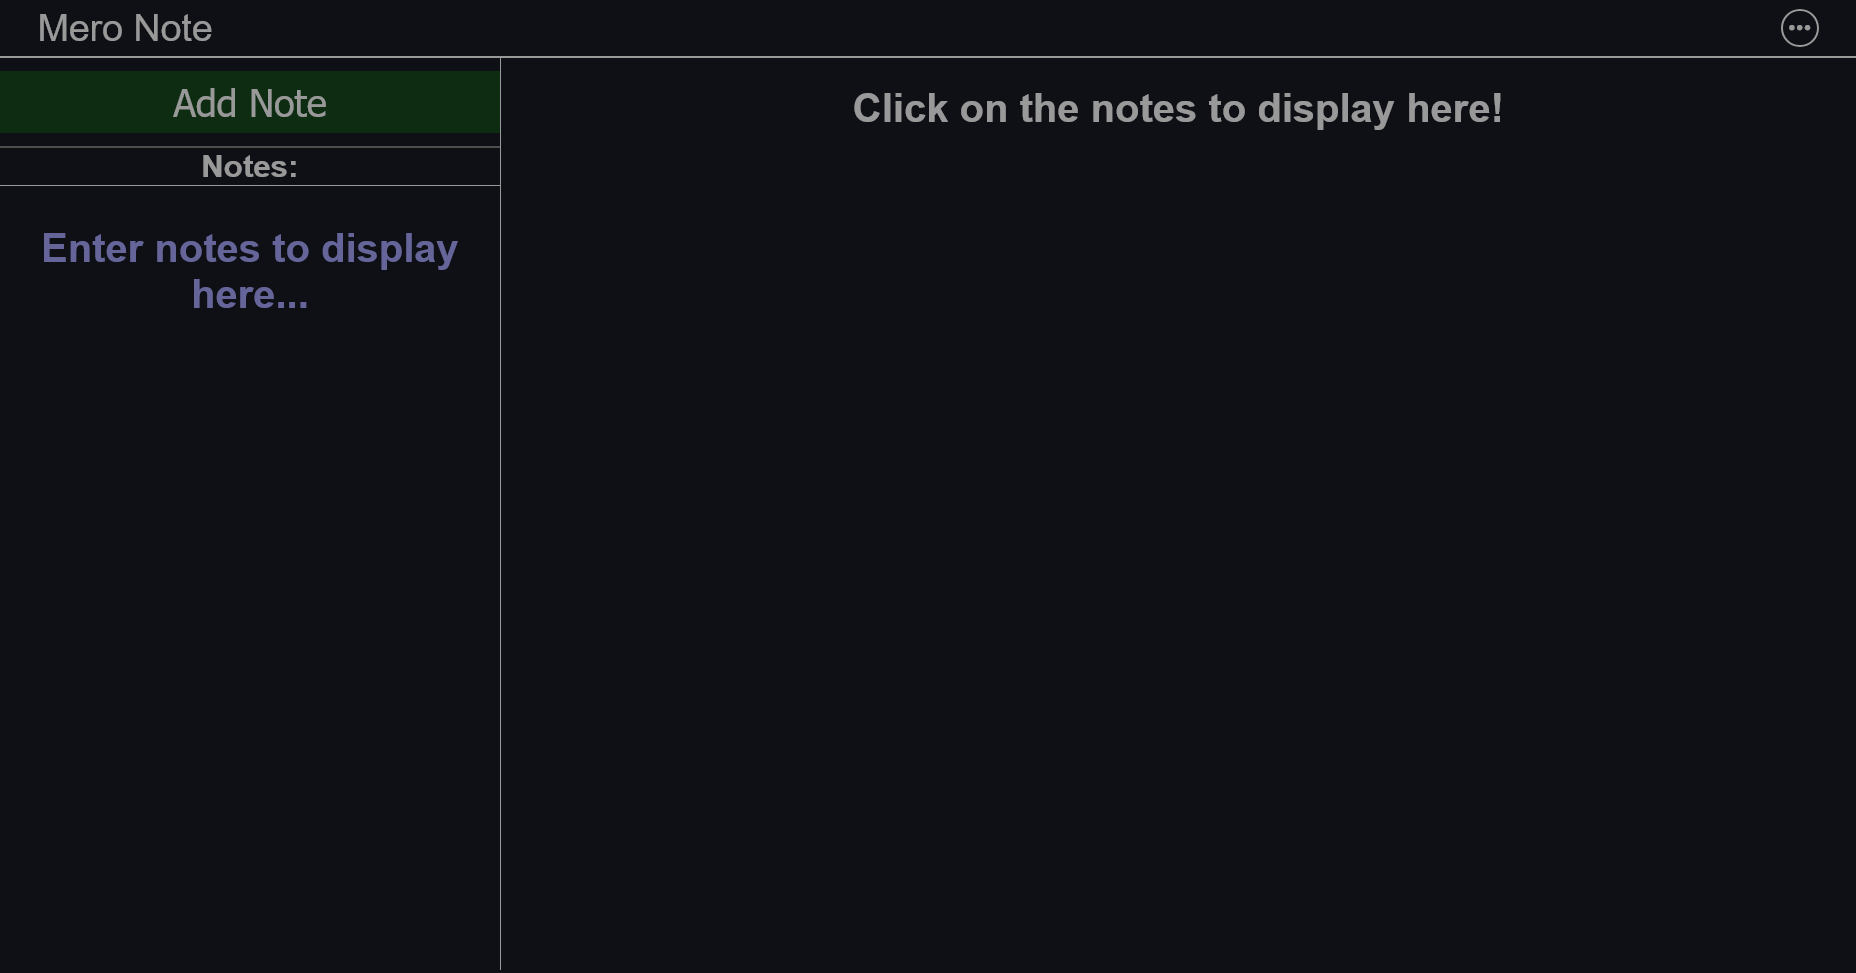 Mero Note
Add Note
Notes:
Enter notes to display
here...
Click on the notes to display here!